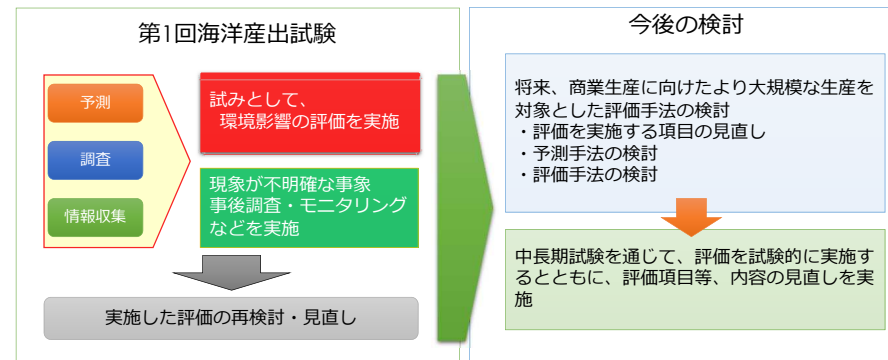 第1回海洋産出試験
予測
調査
情報収集
試みとして、
環境影響の評価を実施
現象が不明確な事象
事後調査・モニタリング
などを実施
実施した評価の再検討・見直し
今後の検討
将来、商業生産に向けたより大規模な生産を
対象とした評価手法の検討
・評価を実施する項目の見直し
・予測手法の検討
・評価手法の検討
中長期試験を通じて、評価を試験的に実施す
るとともに、評価項目等、内容の見直しを実
施